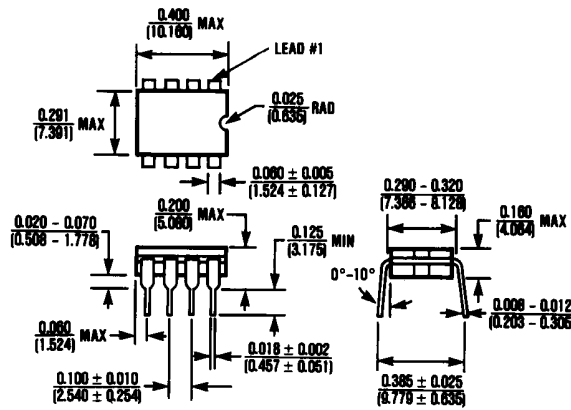 0.400
(10.160) MAX
LEAD #1
0.291
(7.391) MAX
0.025
(0.635) RAD
0.060 ± 0.005
(1.524 ± 0.127)
0.200
(5.080) MAX
0.290 - 0.320
(7.366 - 8.128)
0.020 - 0.070
(0.508 - 1.778)
0.125
(3.175) MIN
0.160
(4.064) MAX
0°-10°
0.060
(1.524) MAX
0.018 ± 0.002
(0.457 ± 0.051)
0.008 - 0.012
(0.203 - 0.305)
0.100 ± 0.010
(2.540 ± 0.254)
0.385 ± 0.025
(9.779 ± 0.635)